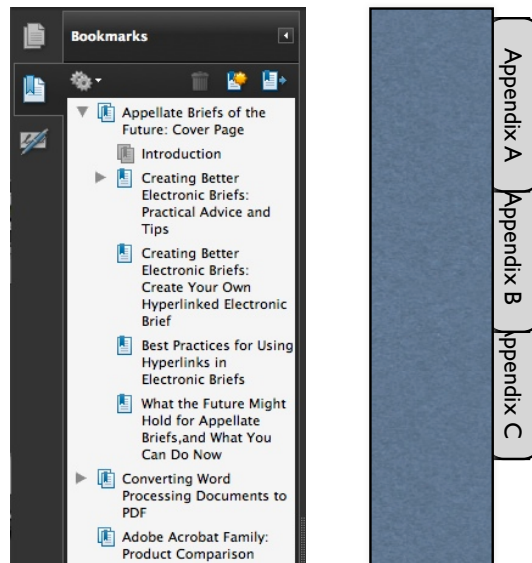 Bookmarks
Appellate Briefs of the
Future: Cover Page
Introduction
Creating Better
Electronic Briefs:
Practical Advice and
Tips
Creating Better
Electronic Briefs:
Create Your Own
Hyperlinked Electronic
Brief
Best Practices for Using
Hyperlinks in
Electronic Briefs
What the Future Might
Hold for Appellate
Briefs,and What You
Can Do Now
Converting Word
Processing Documents to
PDF
Adobe Acrobat Family:
Product Comparison
Appendix A
Appendix B
Appendix C